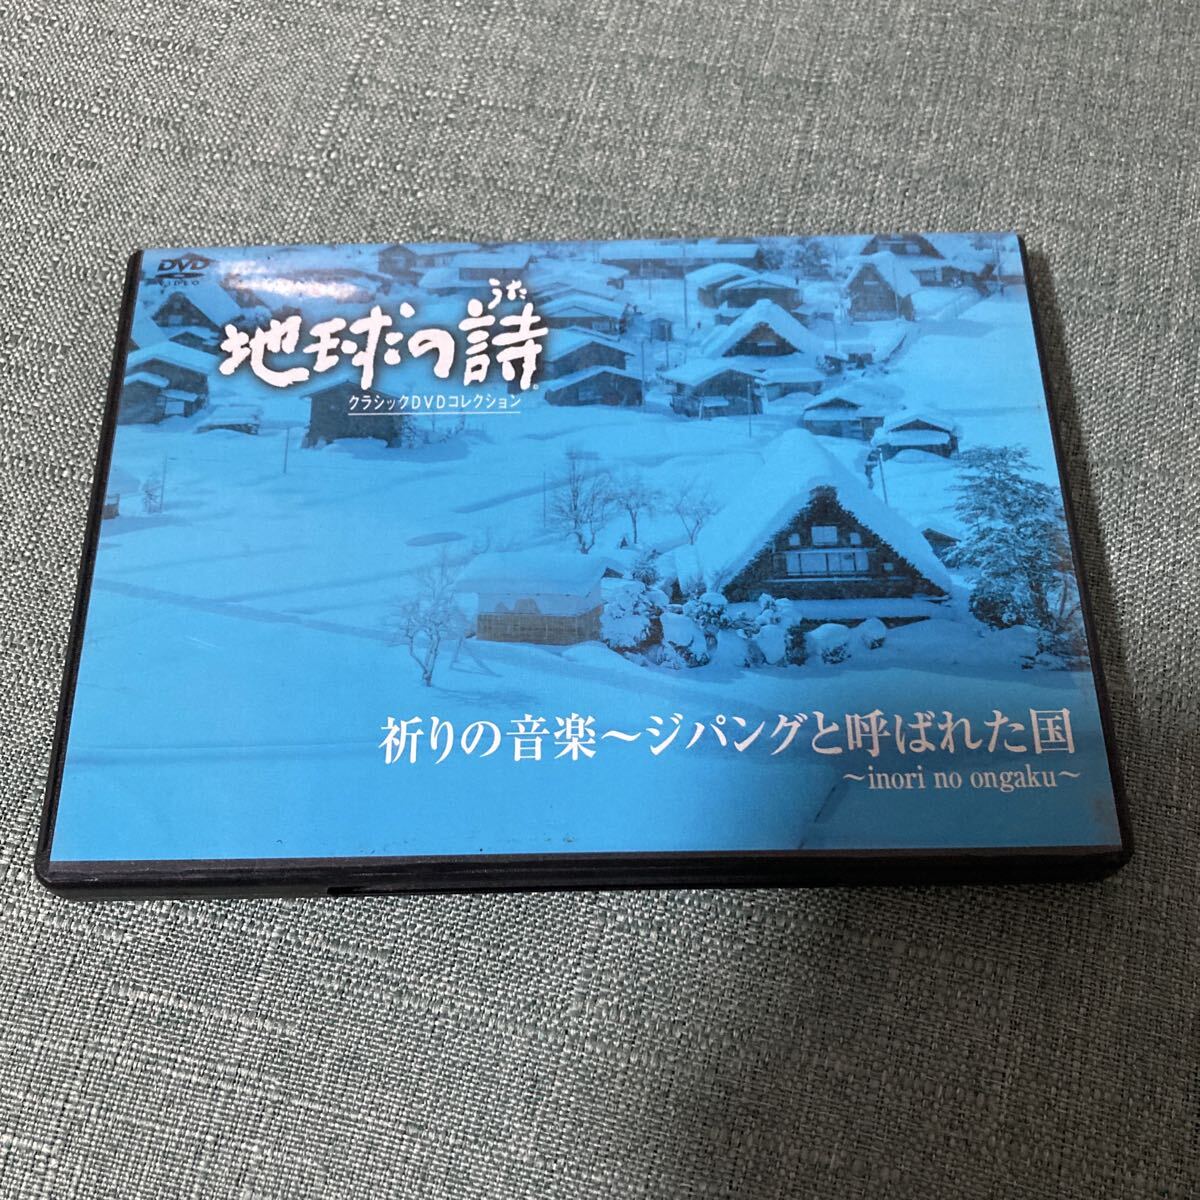 DVD
VIDEO
うた
地球の詩
クラシックDVDコレクション
祈りの音楽～ジパングと呼ばれた国
～inori no ongaku～